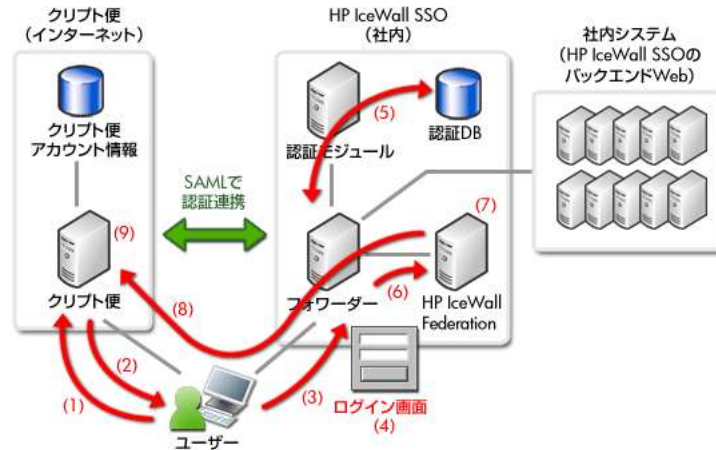 クリプト便
(インターネット)
クリプト便
アカウント情報
(9)
クリプト便
SAMLで
認証連携
HP IceWall SSO
(社内)
(5)
認証モジュール
認証DB
(7)
フォワーダー
(6)
HP IceWall
Federation
社内システム
(HP IceWall SSOの
バックエンドWeb)
(8)
(1)
(2)
(3)
ログイン画面
(4)
ユーザー